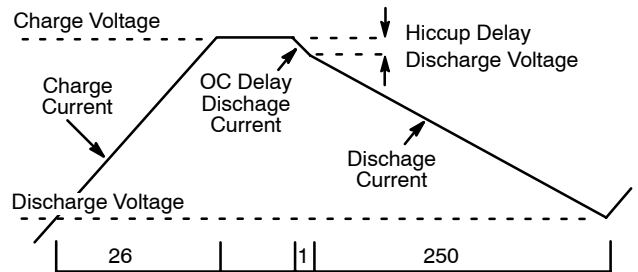 Charge Voltage
Hiccup Delay
Discharge Voltage
Charge
Current
OC Delay
Dischage
Current
Dischage
Current
Discharge Voltage
26
1
250